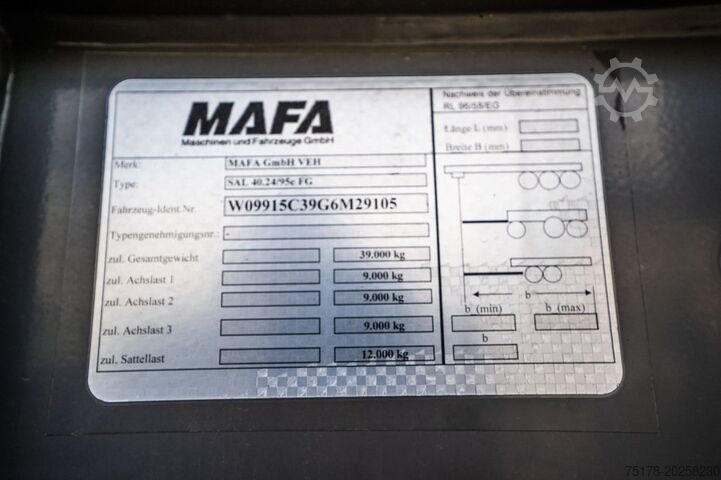 MAFA
Maschinen und Fahrzeuge GmbH
Merk: MAFA GmbH VEH
Type: SAL 40.24/95e FG
Fahrzeug-Ident.Nr. W09915C39G6M29105
Typengenehmigungsnr.: -
zul. Gesamtgewicht 39.000 kg
zul. Achslast 1 9.000 kg
zul. Achslast 2 9.000 kg
zul. Achslast 3 9.000 kg
zul. Sattellast 12.000 kg
Nachweis der Übereinstimmung
RL 96/53/EG
Länge L (mm)
Breite B (mm)
b
b (min) b (max)
b
75178-20258230